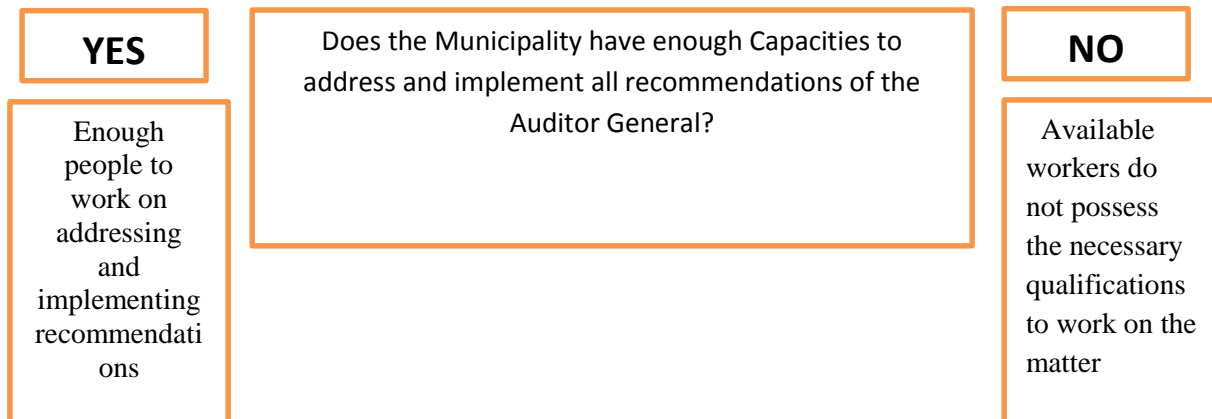 YES
Enough
people to
work on
addressing
and
implementing
recommendati
ons
Does the Municipality have enough Capacities to
address and implement all recommendations of the
Auditor General?
NO
Available
workers do
not possess
the necessary
qualifications
to work on the
matter